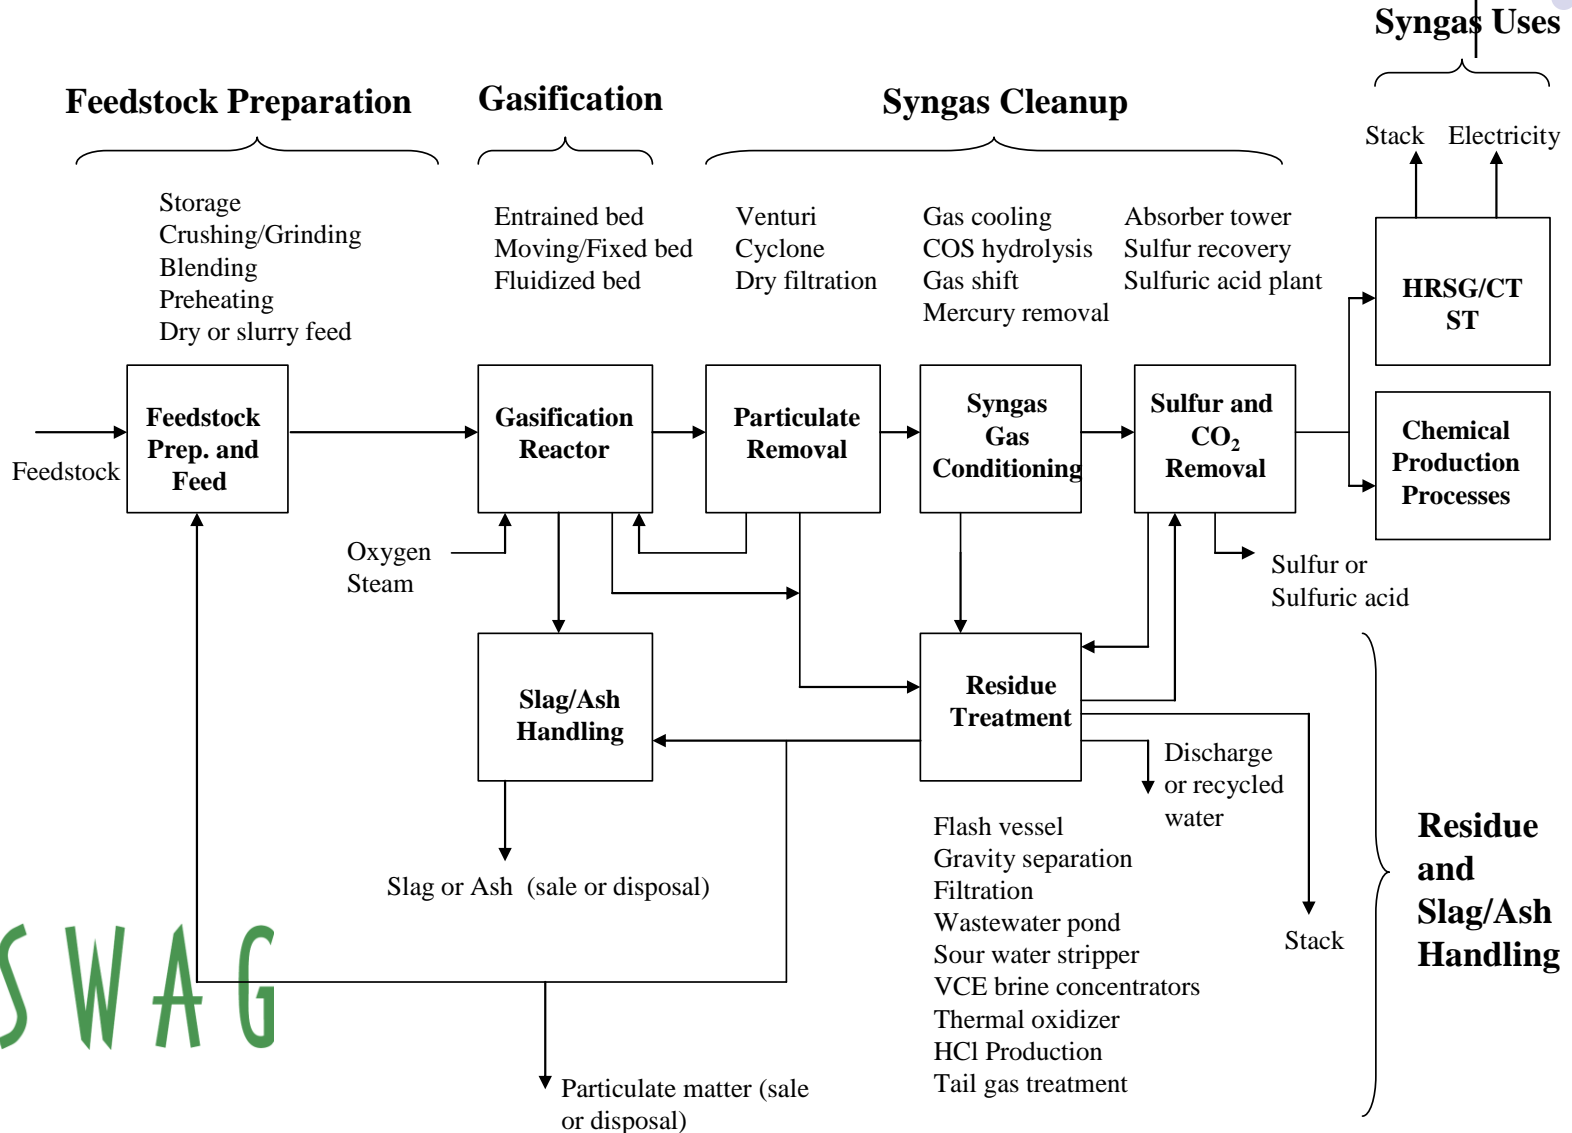 Syngas Uses
Feedstock Preparation
Gasification
Syngas Cleanup
Stack
Electricity
Storage
Crushing/Grinding
Blending
Preheating
Dry or slurry feed
Entrained bed
Moving/Fixed bed
Fluidized bed
Venturi
Cyclone
Dry filtration
Gas cooling
COS hydrolysis
Gas shift
Mercury removal
Absorber tower
Sulfur recovery
Sulfuric acid plant
HRSG/CT
ST
Feedstock
Feedstock
Prep. and
Feed
Gasification
Reactor
Particulate
Removal
Syngas
Gas
Conditioning
Sulfur and
CO₂
Removal
Chemical
Production
Processes
Oxygen
Steam
Sulfur or
Sulfuric acid
Slag/Ash
Handling
Residue
Treatment
Discharge
or recycled
water
Slag or Ash (sale or disposal)
Flash vessel
Gravity separation
Filtration
Wastewater pond
Sour water stripper
VCE brine concentrators
Thermal oxidizer
HCl Production
Tail gas treatment
Stack
Residue
and
Slag/Ash
Handling
SWAG
Particulate matter (sale
or disposal)